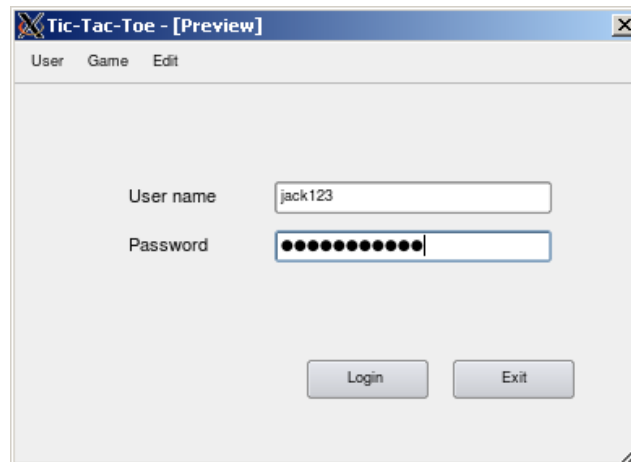 Tic-Tac-Toe - [Preview]
User Game Edit
User name jack123
Password ●●●●●●●●●●●
Login Exit